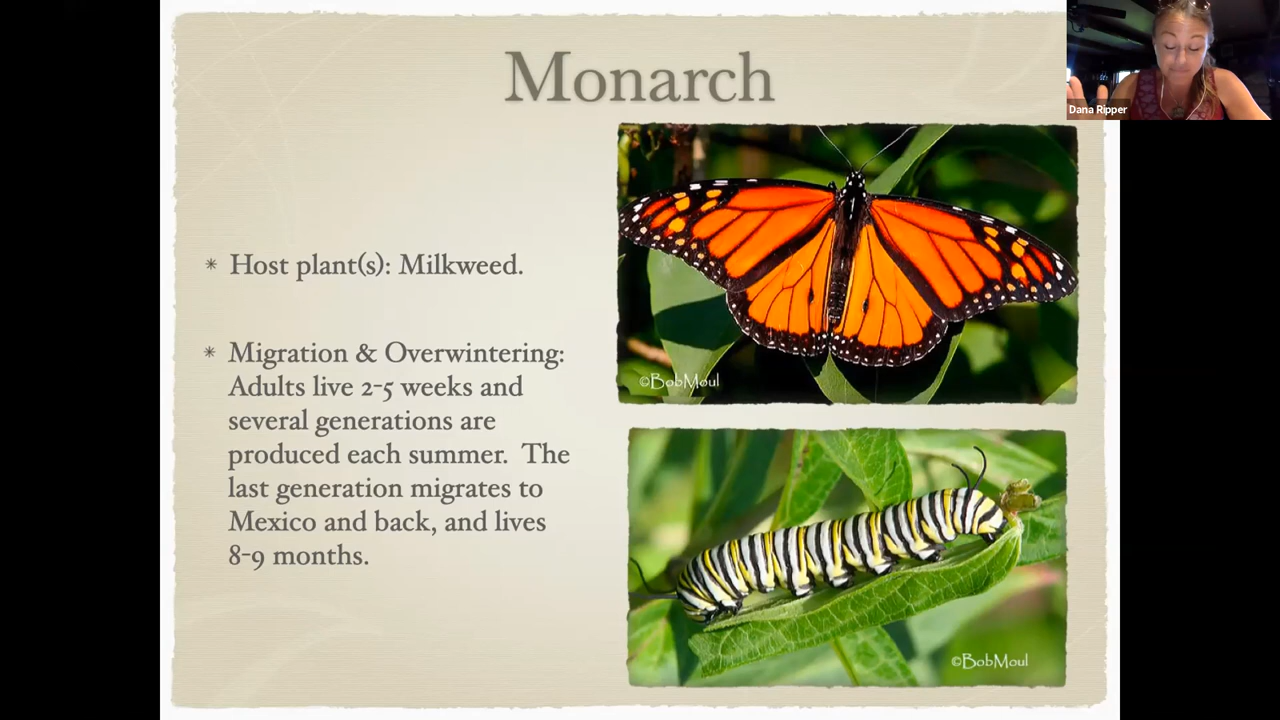 Monarch
Dana Ripper
* Host plant(s): Milkweed.
* Migration & Overwintering:
Adults live 2-5 weeks and
several generations are
produced each summer.  The
last generation migrates to
Mexico and back, and lives
8-9 months.
©BobMoul
©BobMoul